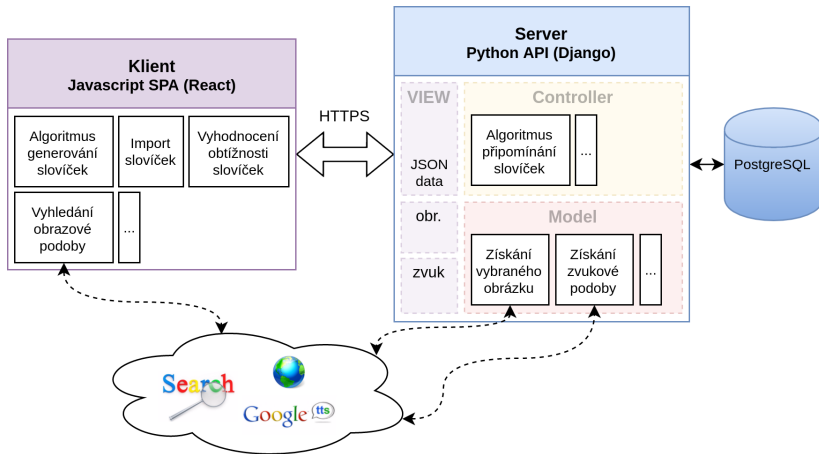 Klient
Javascript SPA (React)
Algoritmus
generování
slovíček
Import
slovíček
Vyhodnocení
obtížnosti
slovíček
Vyhledání
obrazové
podoby
...
HTTPS
Server
Python API (Django)
VIEW
JSON
data
obr.
zvuk
Controller
Algoritmus
připomínání
slovíček
...
Model
Získání
vybraného
obrázku
Získání
zvukové
podoby
...
PostgreSQL
Search
Google
tts